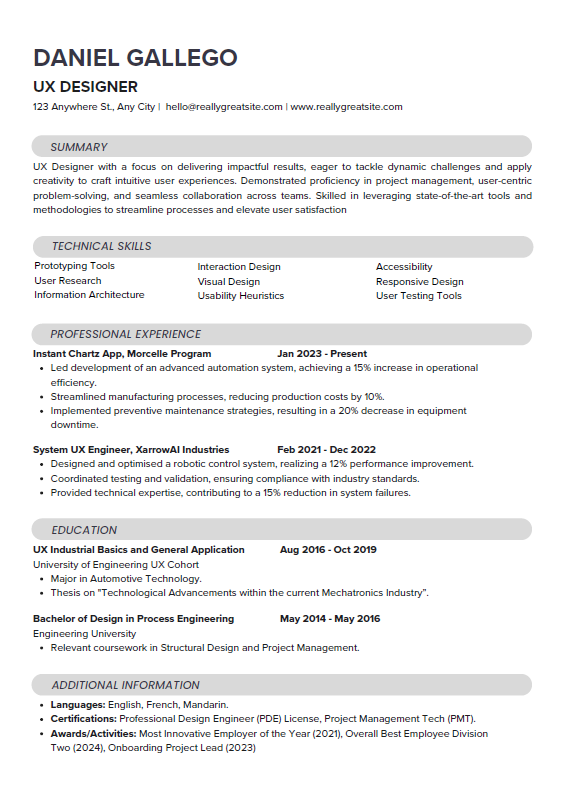 DANIEL GALLEGO
UX DESIGNER
123 Anywhere St., Any City | hello@reallygreatsite.com | www.reallygreatsite.com
SUMMARY
UX Designer with a focus on delivering impactful results, eager to tackle dynamic challenges and apply
creativity to craft intuitive user experiences. Demonstrated proficiency in project management, user-centric
problem-solving, and seamless collaboration across teams. Skilled in leveraging state-of-the-art tools and
methodologies to streamline processes and elevate user satisfaction
TECHNICAL SKILLS
Prototyping Tools
User Research
Information Architecture
Interaction Design
Visual Design
Usability Heuristics
Accessibility
Responsive Design
User Testing Tools
PROFESSIONAL EXPERIENCE
Instant Chartz App, Morcelle Program Jan 2023 - Present
• Led development of an advanced automation system, achieving a 15% increase in operational
efficiency.
• Streamlined manufacturing processes, reducing production costs by 10%.
• Implemented preventive maintenance strategies, resulting in a 20% decrease in equipment
downtime.
System UX Engineer, XarrowAI Industries Feb 2021 - Dec 2022
• Designed and optimised a robotic control system, realizing a 12% performance improvement.
• Coordinated testing and validation, ensuring compliance with industry standards.
• Provided technical expertise, contributing to a 15% reduction in system failures.
EDUCATION
UX Industrial Basics and General Application Aug 2016 - Oct 2019
University of Engineering UX Cohort
• Major in Automotive Technology.
• Thesis on "Technological Advancements within the current Mechatronics Industry".
Bachelor of Design in Process Engineering May 2014 - May 2016
Engineering University
• Relevant coursework in Structural Design and Project Management.
ADDITIONAL INFORMATION
• Languages: English, French, Mandarin.
• Certifications: Professional Design Engineer (PDE) License, Project Management Tech (PMT).
• Awards/Activities: Most Innovative Employer of the Year (2021), Overall Best Employee Division
Two (2024), Onboarding Project Lead (2023)